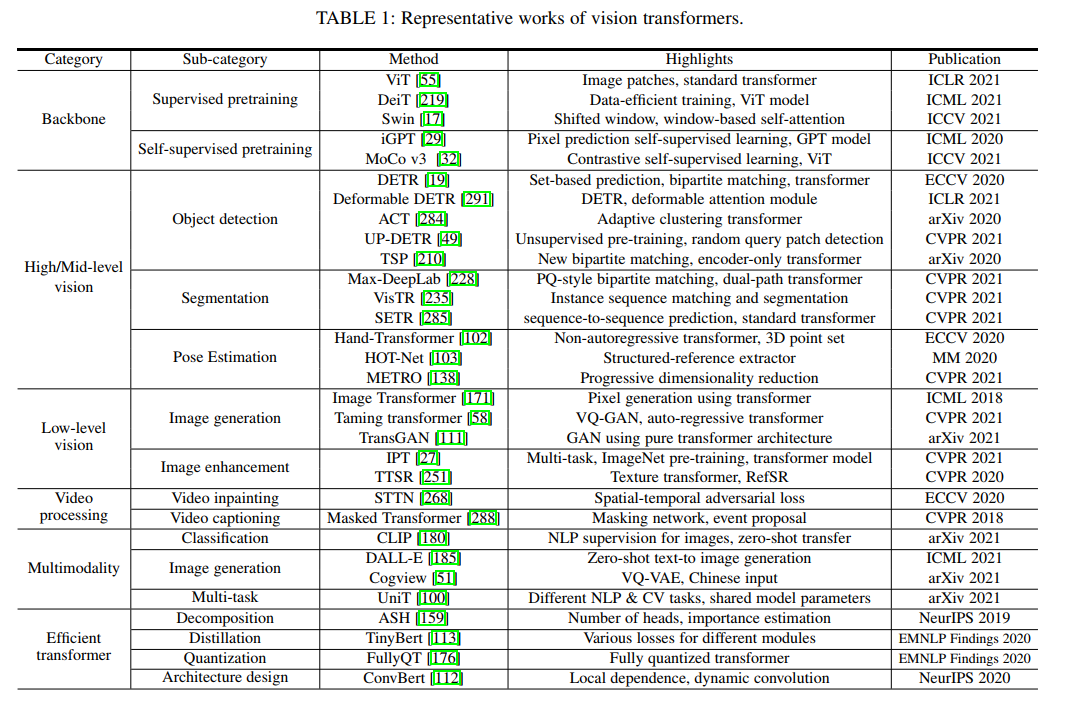 TABLE 1: Representative works of vision transformers.
Category Sub-category Method Highlights Publication
Backbone Supervised pretraining ViT [55] Image patches, standard transformer ICLR 2021
DeiT [219] Data-efficient training, ViT model ICML 2021
Swin [17] Shifted window, window-based self-attention ICCV 2021
Self-supervised pretraining iGPT [29] Pixel prediction self-supervised learning, GPT model ICML 2020
MoCo v3 [32] Contrastive self-supervised learning, ViT ICCV 2021
High/Mid-level vision Object detection DETR [19] Set-based prediction, bipartite matching, transformer ECCV 2020
Deformable DETR [291] DETR, deformable attention module ICLR 2021
ACT [284] Adaptive clustering transformer arXiv 2020
UP-DETR [49] Unsupervised pre-training, random query patch detection CVPR 2021
TSP [210] New bipartite matching, encoder-only transformer arXiv 2020
Segmentation Max-DeepLab [228] PQ-style bipartite matching, dual-path transformer CVPR 2021
VisTR [235] Instance sequence matching and segmentation CVPR 2021
SETR [285] sequence-to-sequence prediction, standard transformer CVPR 2021
Pose Estimation Hand-Transformer [102] Non-autoregressive transformer, 3D point set ECCV 2020
HOT-Net [103] Structured-reference extractor MM 2020
METRO [138] Progressive dimensionality reduction CVPR 2021
Low-level vision Image generation Image Transformer [171] Pixel generation using transformer ICML 2018
Taming transformer [58] VQ-GAN, auto-regressive transformer CVPR 2021
TransGAN [111] GAN using pure transformer architecture arXiv 2021
Image enhancement IPT [27] Multi-task, ImageNet pre-training, transformer model CVPR 2021
TTSR [251] Texture transformer, RefSR CVPR 2020
Video processing Video inpainting STTN [268] Spatial-temporal adversarial loss ECCV 2020
Video captioning Masked Transformer [288] Masking network, event proposal CVPR 2018
Multimodality Classification CLIP [180] NLP supervision for images, zero-shot transfer arXiv 2021
Image generation DALL-E [185] Zero-shot text-to image generation ICML 2021
Cogview [51] VQ-VAE, Chinese input arXiv 2021
Multi-task UniT [100] Different NLP & CV tasks, shared model parameters arXiv 2021
Efficient transformer Decomposition ASH [159] Number of heads, importance estimation NeurIPS 2019
Distillation TinyBert [113] Various losses for different modules EMNLP Findings 2020
Quantization FullyQT [176] Fully quantized transformer EMNLP Findings 2020
Architecture design ConvBert [112] Local dependence, dynamic convolution NeurIPS 2020